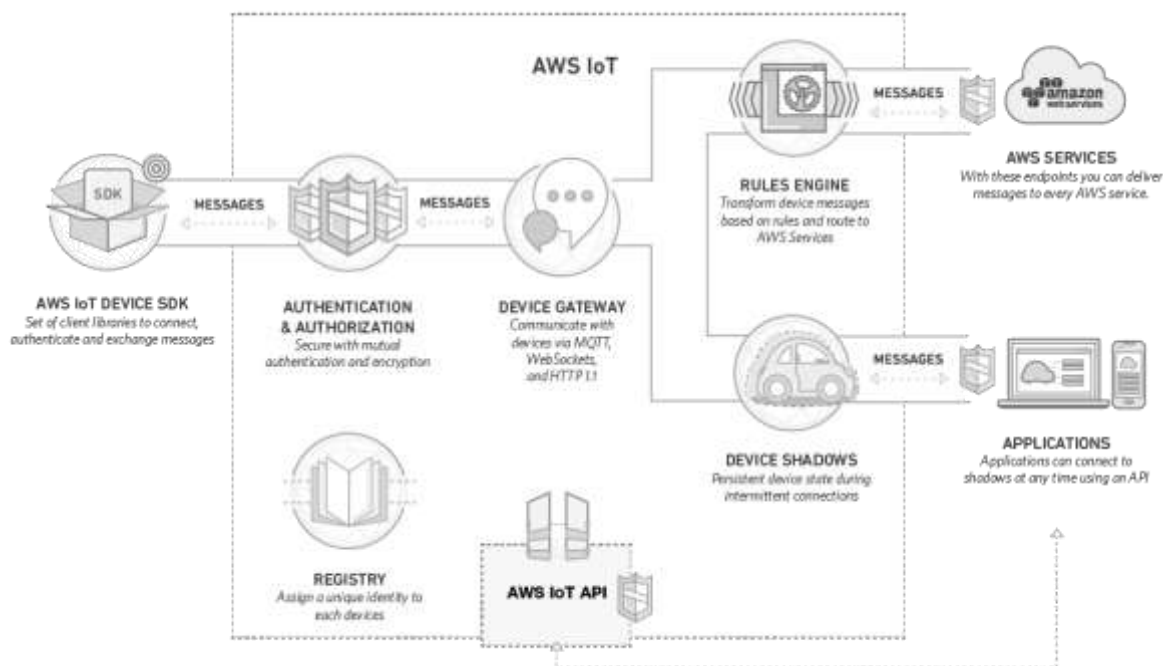 AWS IoT
MESSAGES
amazon
webservices
AWS SERVICES
With these endpoints you can deliver
messages to every AWS service.
RULES ENGINE
Transform device messages
based on rules and route to
AWS Services
SDK
MESSAGES
MESSAGES
AWS IoT DEVICE SDK
Set of client libraries to connect,
authenticate and exchange messages
AUTHENTICATION
& AUTHORIZATION
Secure with mutual
authentication and encryption
DEVICE GATEWAY
Communicate with
devices via MQTT,
WebSockets,
and HTTP 1.1
MESSAGES
DEVICE SHADOWS
Persistent device state during
intermittent connections
APPLICATIONS
Applications can connect to
shadows at any time using an API
REGISTRY
Assign a unique identity to
each devices
AWS IoT API